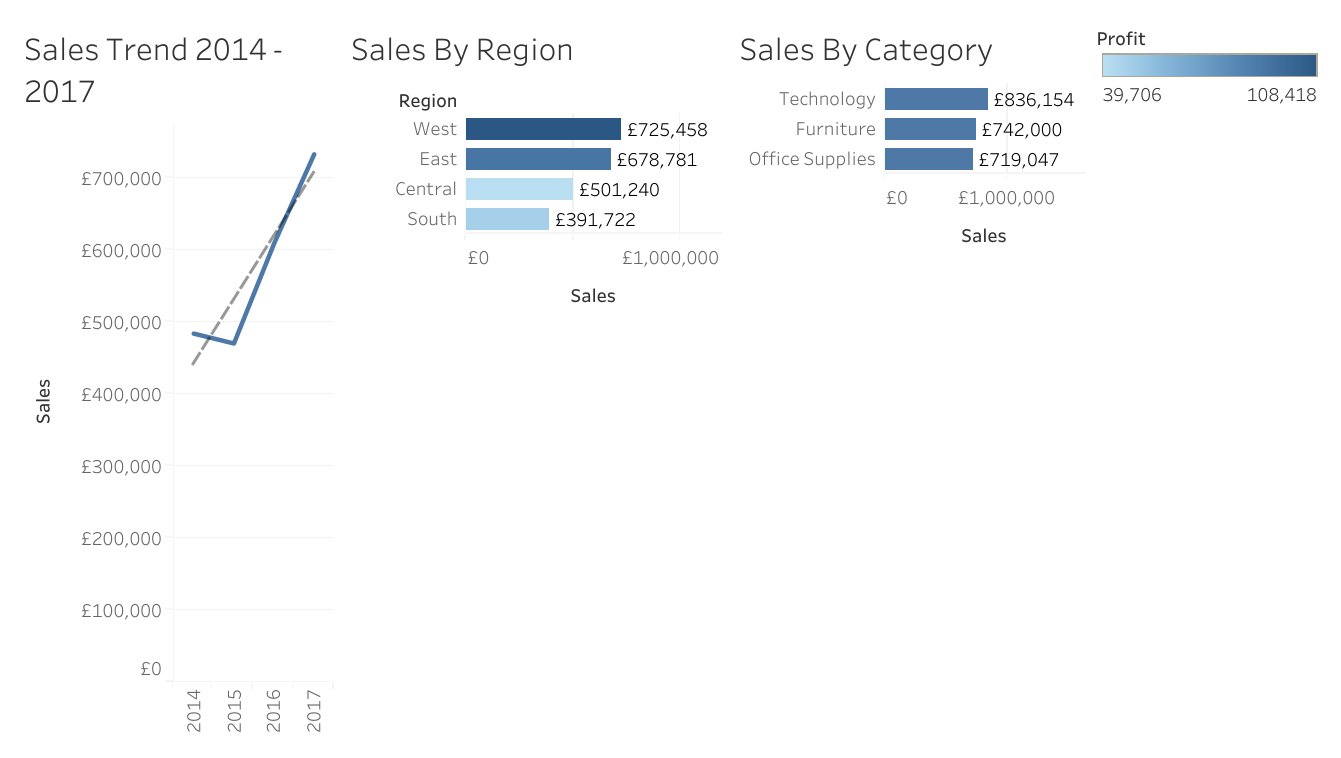 Sales Trend 2014 -
2017
Sales
£700,000
£600,000
£500,000
£400,000
£300,000
£200,000
£100,000
£0
2014
2015
2016
2017
Sales By Region
Region
West £725,458
East £678,781
Central £501,240
South £391,722
£0 £1,000,000
Sales
Sales By Category
Technology £836,154
Furniture £742,000
Office Supplies £719,047
£0 £1,000,000
Sales
Profit
39,706 108,418